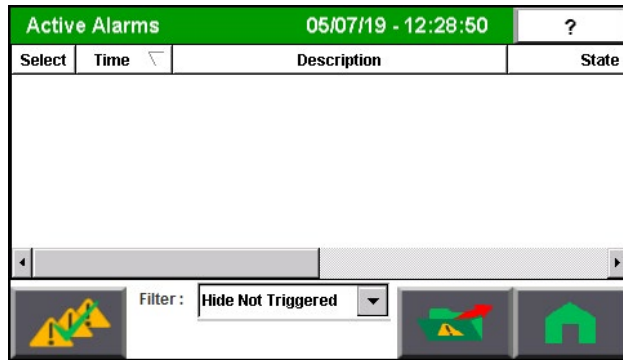 Active Alarms 05/07/19 - 12:28:50 ?
Select Time Description State
Filter : Hide Not Triggered